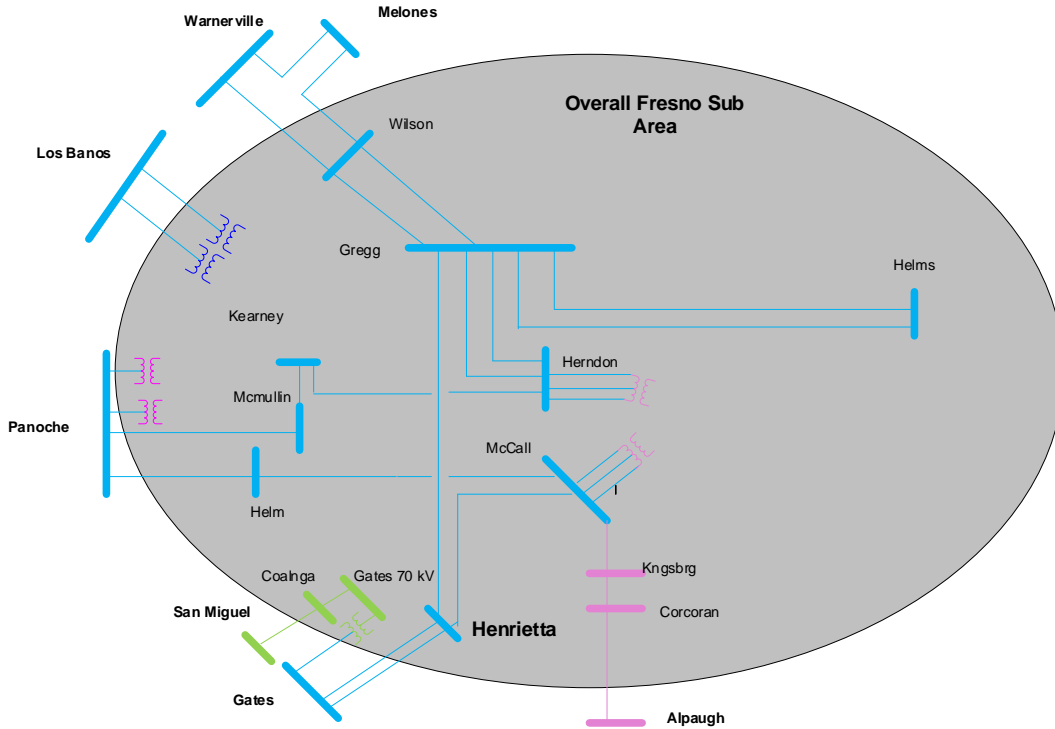 Melones
Warnerville
Overall Fresno Sub
Area
Wilson
Los Banos
Gregg
Helms
Kearney
Herndon
Mcmullin
Panoche
McCall
Helm
Kngsbrg
Coalnga
Gates 70 kV
San Miguel
Corcoran
Henrietta
Gates
Alpaugh